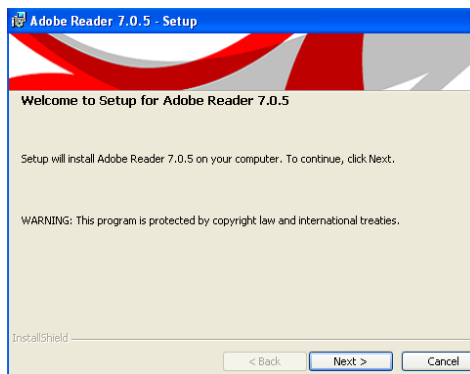 Adobe Reader 7.0.5 - Setup
Welcome to Setup for Adobe Reader 7.0.5
Setup will install Adobe Reader 7.0.5 on your computer. To continue, click Next.
WARNING: This program is protected by copyright law and international treaties.
InstallShield
< Back Next > Cancel